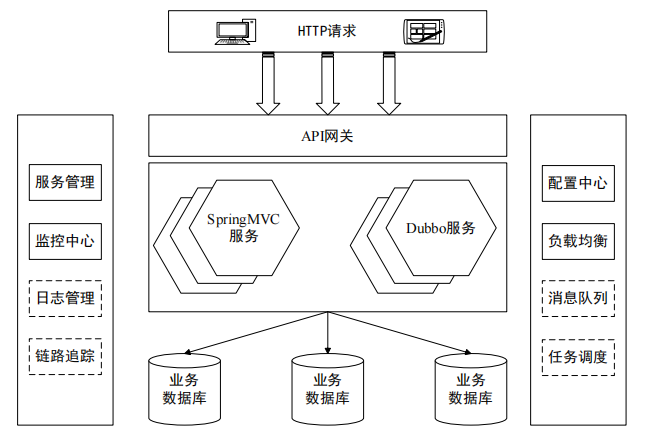 HTTP请求
API网关
服务管理
监控中心
日志管理
链路追踪
SpringMVC
服务
Dubbo服务
配置中心
负载均衡
消息队列
任务调度
业务
数据库
业务
数据库
业务
数据库